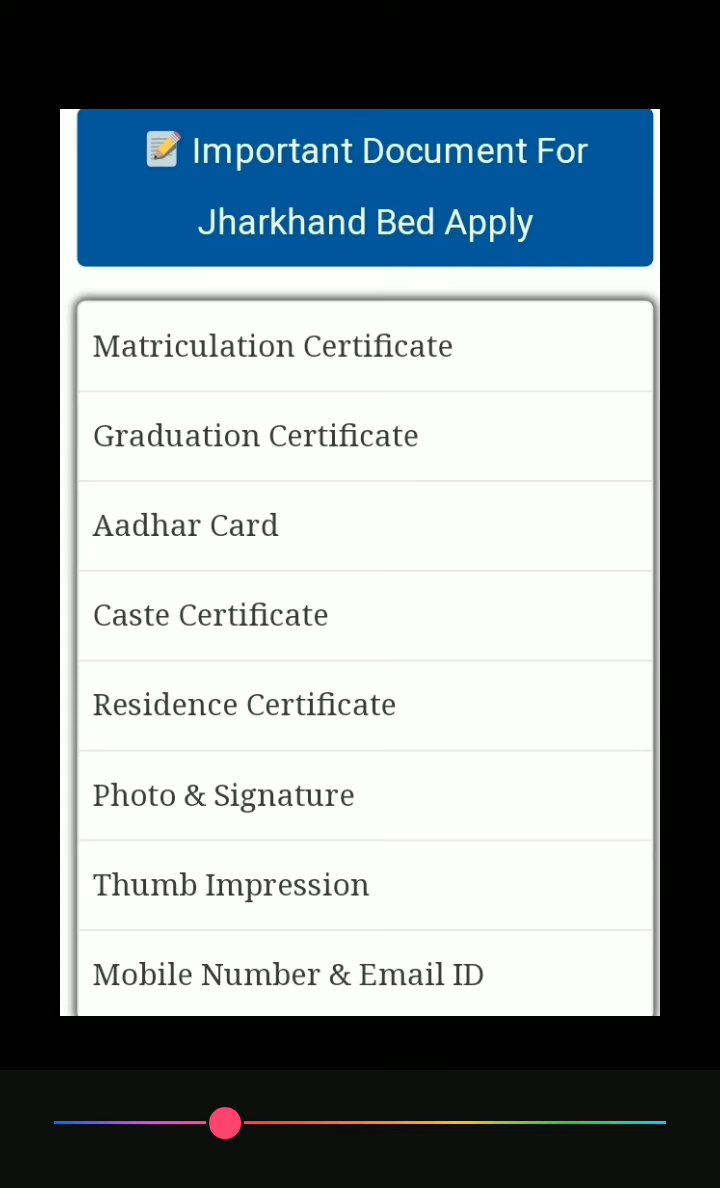 📝 Important Document For
Jharkhand Bed Apply
Matriculation Certificate
Graduation Certificate
Aadhar Card
Caste Certificate
Residence Certificate
Photo & Signature
Thumb Impression
Mobile Number & Email ID